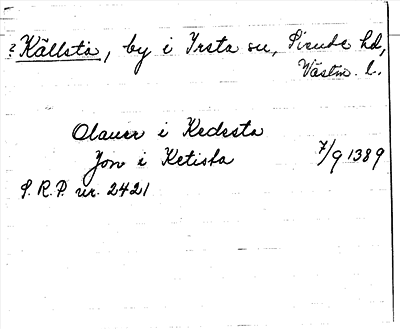 ? Källsta, by i Irsta sn, Siende hd,
Västm. l.
Olauer i Kedesta
Jon i Ketista 7/9 1389
S.R.P. nr. 2421